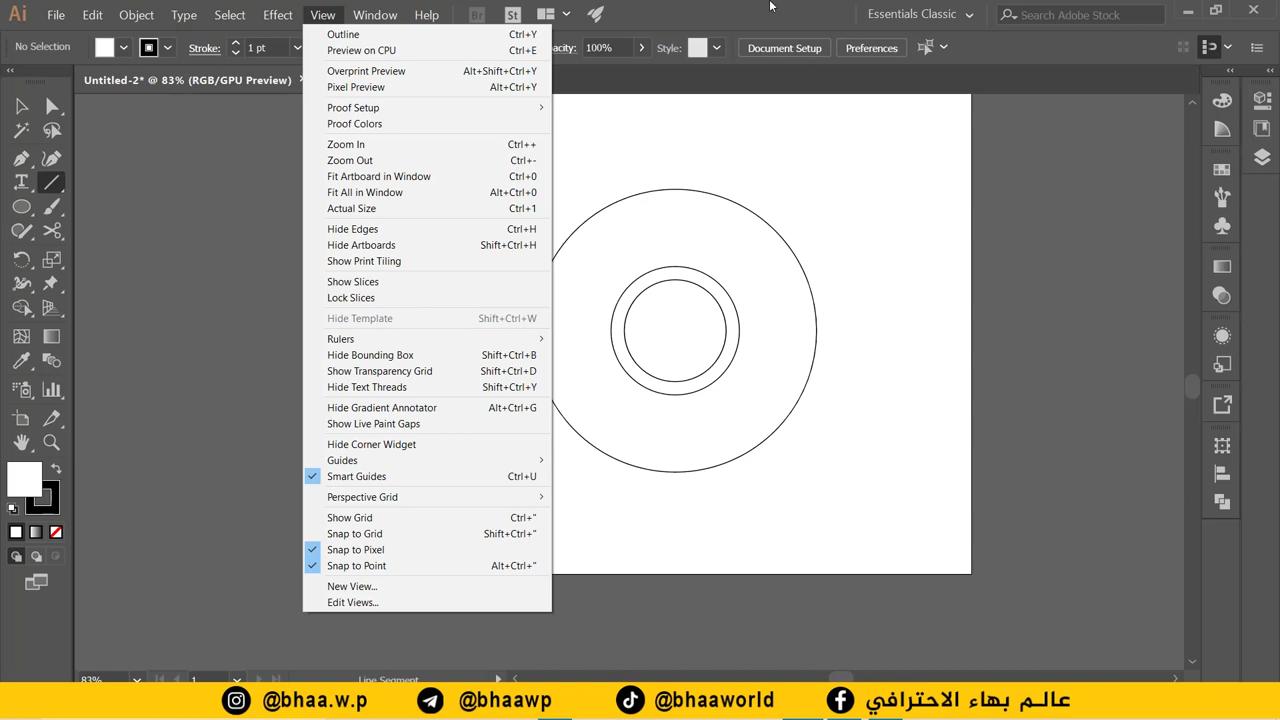 Ai File Edit Object Type Select Effect View Window Help Br St Essentials Classic Search Adobe Stock
No Selection Stroke: 1 pt Opacity: 100% Style: Document Setup Preferences
Untitled-2* @ 83% (RGB/GPU Preview)
Outline Ctrl+Y
Preview on CPU Ctrl+E
Overprint Preview Alt+Shift+Ctrl+Y
Pixel Preview Alt+Ctrl+Y
Proof Setup
Proof Colors
Zoom In Ctrl++
Zoom Out Ctrl+-
Fit Artboard in Window Ctrl+0
Fit All in Window Alt+Ctrl+0
Actual Size Ctrl+1
Hide Edges Ctrl+H
Hide Artboards Shift+Ctrl+H
Show Print Tiling
Show Slices
Lock Slices
Hide Template Shift+Ctrl+W
Rulers
Hide Bounding Box Shift+Ctrl+B
Show Transparency Grid Shift+Ctrl+D
Hide Text Threads Shift+Ctrl+Y
Hide Gradient Annotator Alt+Ctrl+G
Show Live Paint Gaps
Hide Corner Widget
Guides
Smart Guides Ctrl+U
Perspective Grid
Show Grid Ctrl+"
Snap to Grid Shift+Ctrl+"
Snap to Pixel
Snap to Point Alt+Ctrl+"
New View...
Edit Views...
83% 1 Line Segment
@bhaa.w.p @bhaawp @bhaaworld عالم بهاء الاحترافي